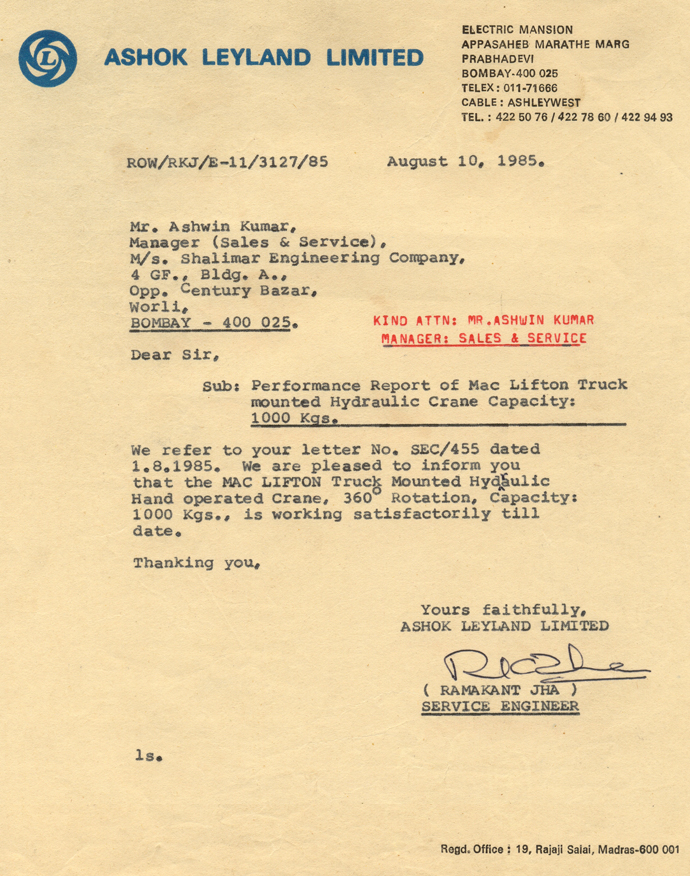 L
ASHOK LEYLAND LIMITED
ELECTRIC MANSION
APPASAHEB MARATHE MARG
PRABHADEVI
BOMBAY-400 025
TELEX : 011-71666
CABLE : ASHLEYWEST
TEL. : 422 50 76 / 422 78 60 / 422 94 93
ROW/RKJ/E-11/3127/85 August 10, 1985.
Mr. Ashwin Kumar,
Manager (Sales & Service),
M/s. Shalimar Engineering Company,
4 GF., Bldg. A.,
Opp. Century Bazar,
Worli,
BOMBAY - 400 025.
KIND ATTN: MR.ASHWIN KUMAR
MANAGER: SALES & SERVICE
Dear Sir,
Sub: Performance Report of Mac Lifton Truck
mounted Hydraulic Crane Capacity:
1000 Kgs.
We refer to your letter No. SEC/455 dated
1.8.1985. We are pleased to inform you
that the MAC LIFTON Truck Mounted Hydraulic
Hand operated Crane, 360° Rotation, Capacity:
1000 Kgs., is working satisfactorily till
date.
Thanking you,
Yours faithfully,
ASHOK LEYLAND LIMITED
( RAMAKANT JHA )
SERVICE ENGINEER
ls.
Regd. Office : 19, Rajaji Salai, Madras-600 001